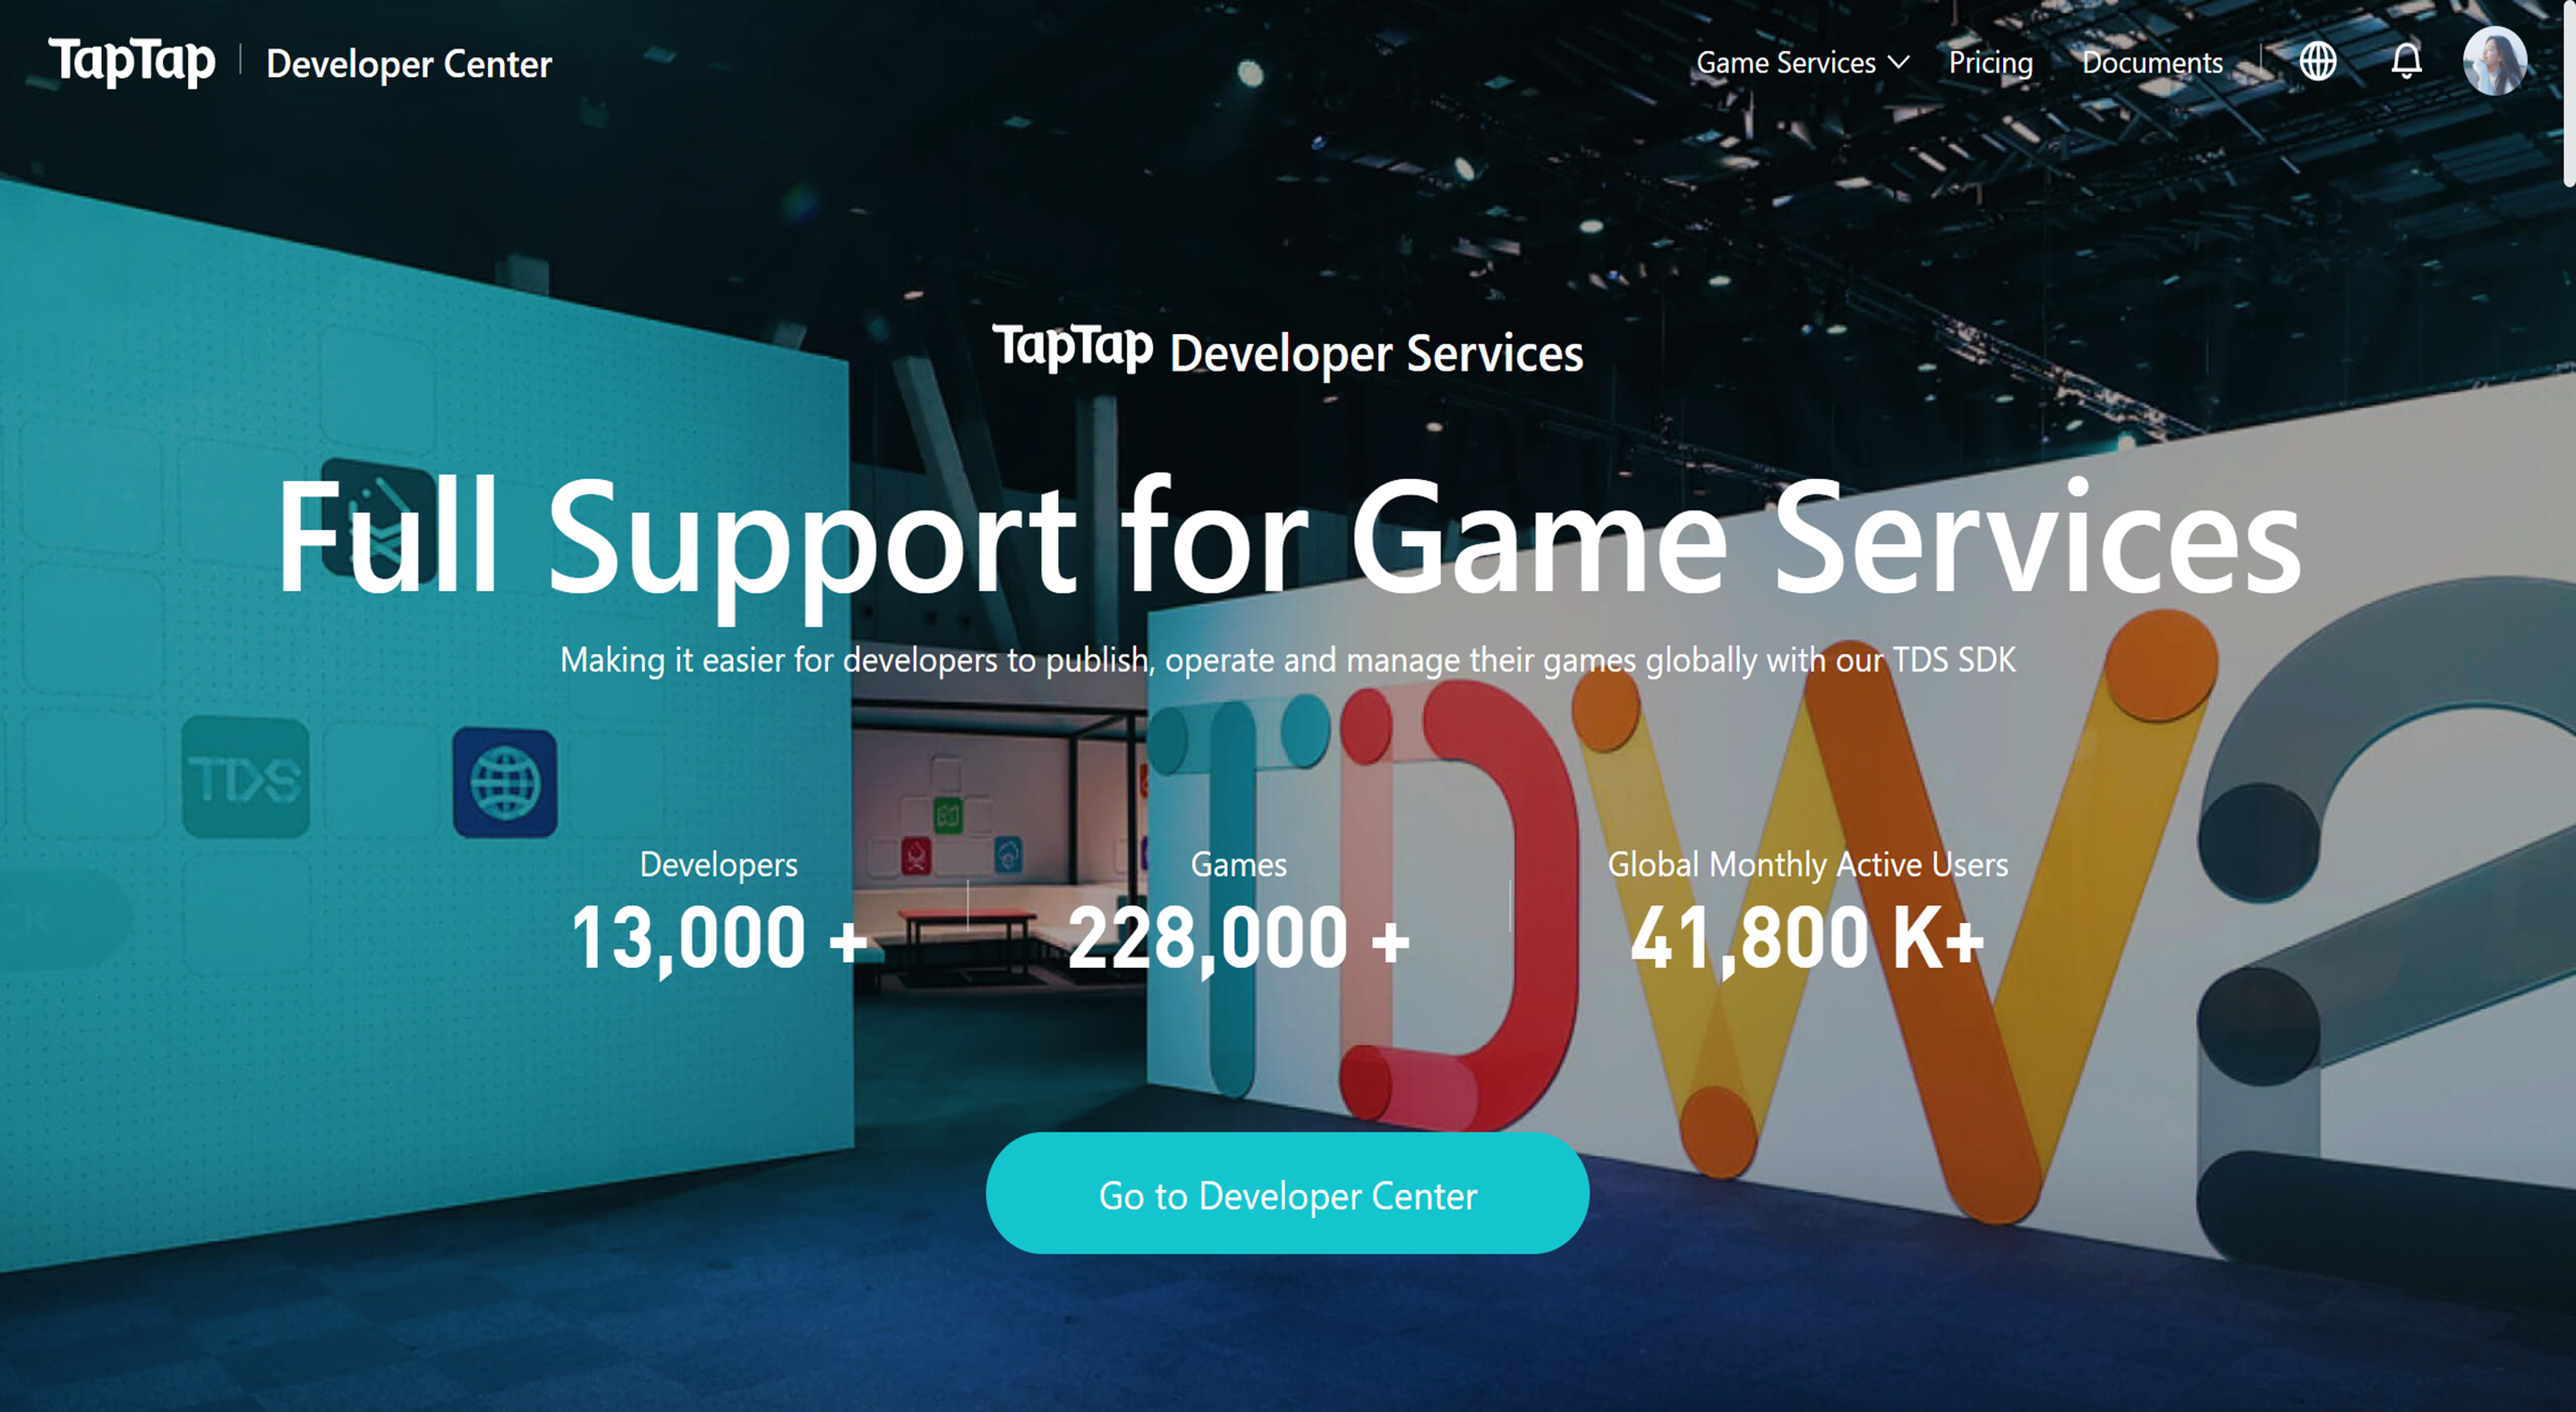 TapTap | Developer Center
Game Services Pricing Documents
TapTap Developer Services
Full Support for Game Services
Making it easier for developers to publish, operate and manage their games globally with our TDS SDK
TDS
TDW2
Developers
13,000 +
Games
228,000 +
Global Monthly Active Users
41,800 K+
Go to Developer Center